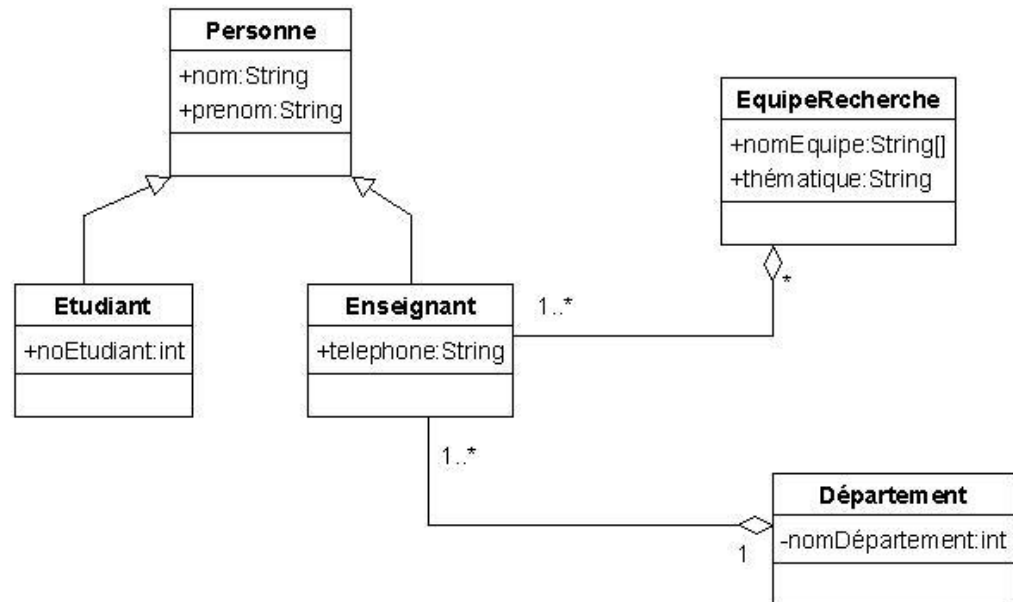 Personne
+nom:String
+prenom:String
EquipeRecherche
+nomEquipe:String[]
+thématique:String
*
Etudiant
+noEtudiant:int
Enseignant
+telephone:String
1..*
1..*
Département
-nomDépartement:int
1